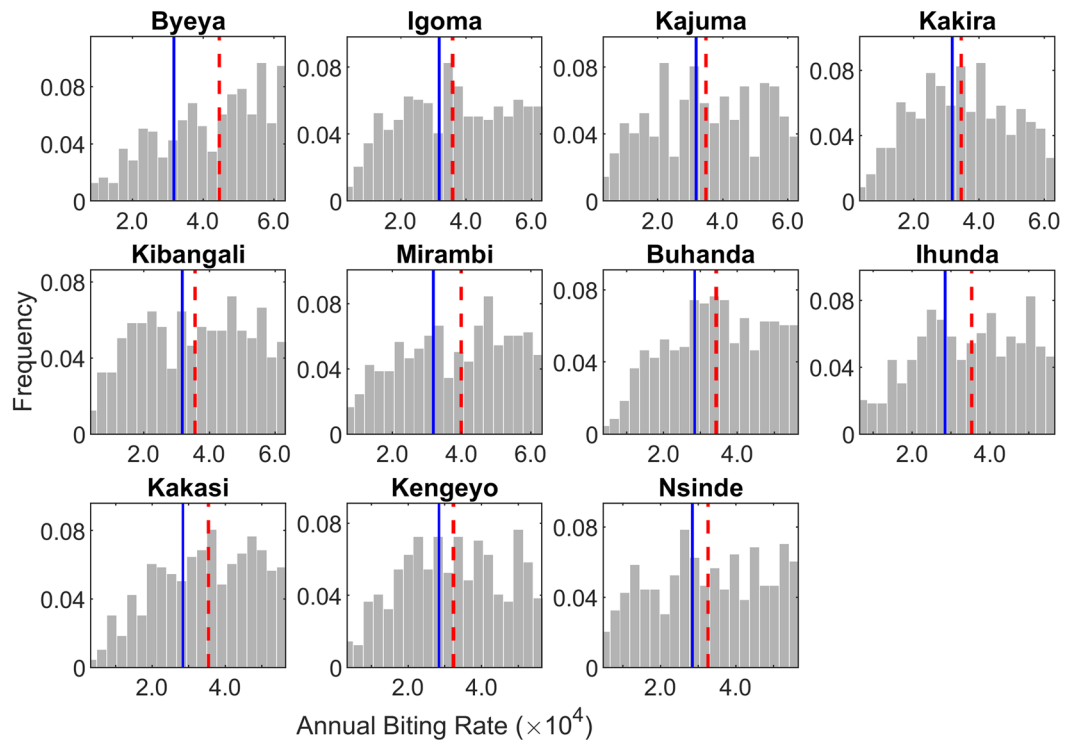 Byeya Igoma Kajuma Kakira
0.08 0.08 0.08 0.08
0.04 0.04 0.04 0.04
0 0 0 0
2.0 4.0 6.0 2.0 4.0 6.0 2.0 4.0 6.0 2.0 4.0 6.0
Kibangali Mirambi Buhanda Ihunda
0.08 0.08 0.08 0.08
0.04 0.04 0.04 0.04
0 0 0 0
2.0 4.0 6.0 2.0 4.0 6.0 2.0 4.0 2.0 4.0
Frequency
Kakasi Kengeyo Nsinde
0.08 0.08 0.08
0.04 0.04 0.04
0 0 0
2.0 4.0 2.0 4.0 2.0 4.0
Annual Biting Rate (×10⁴)